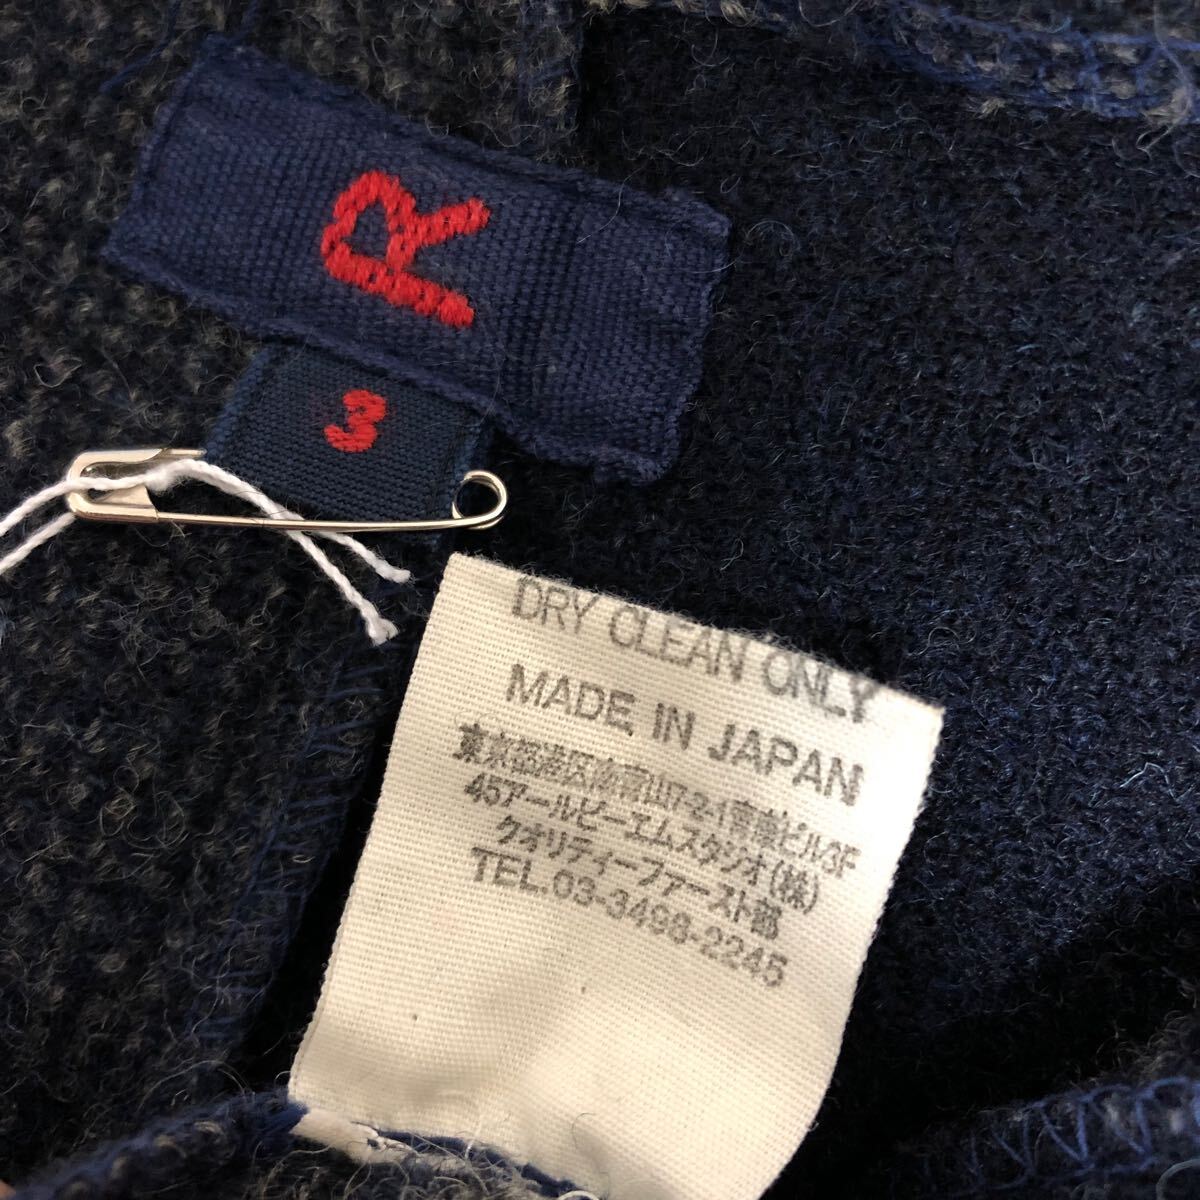 R
3
DRY CLEAN ONLY
MADE IN JAPAN
東京都港区南青山7-2-1青葉ビル3F
45アールピーエムスタジオ(株)
クオリティーファースト部
TEL.03-3498-2245